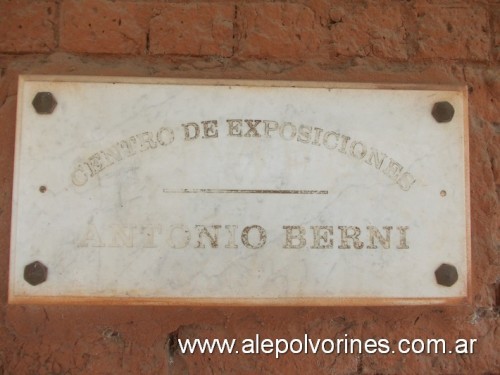 CENTRO DE EXPOSICIONES
ANTONIO BERNI
www.alepolvorines.com.ar